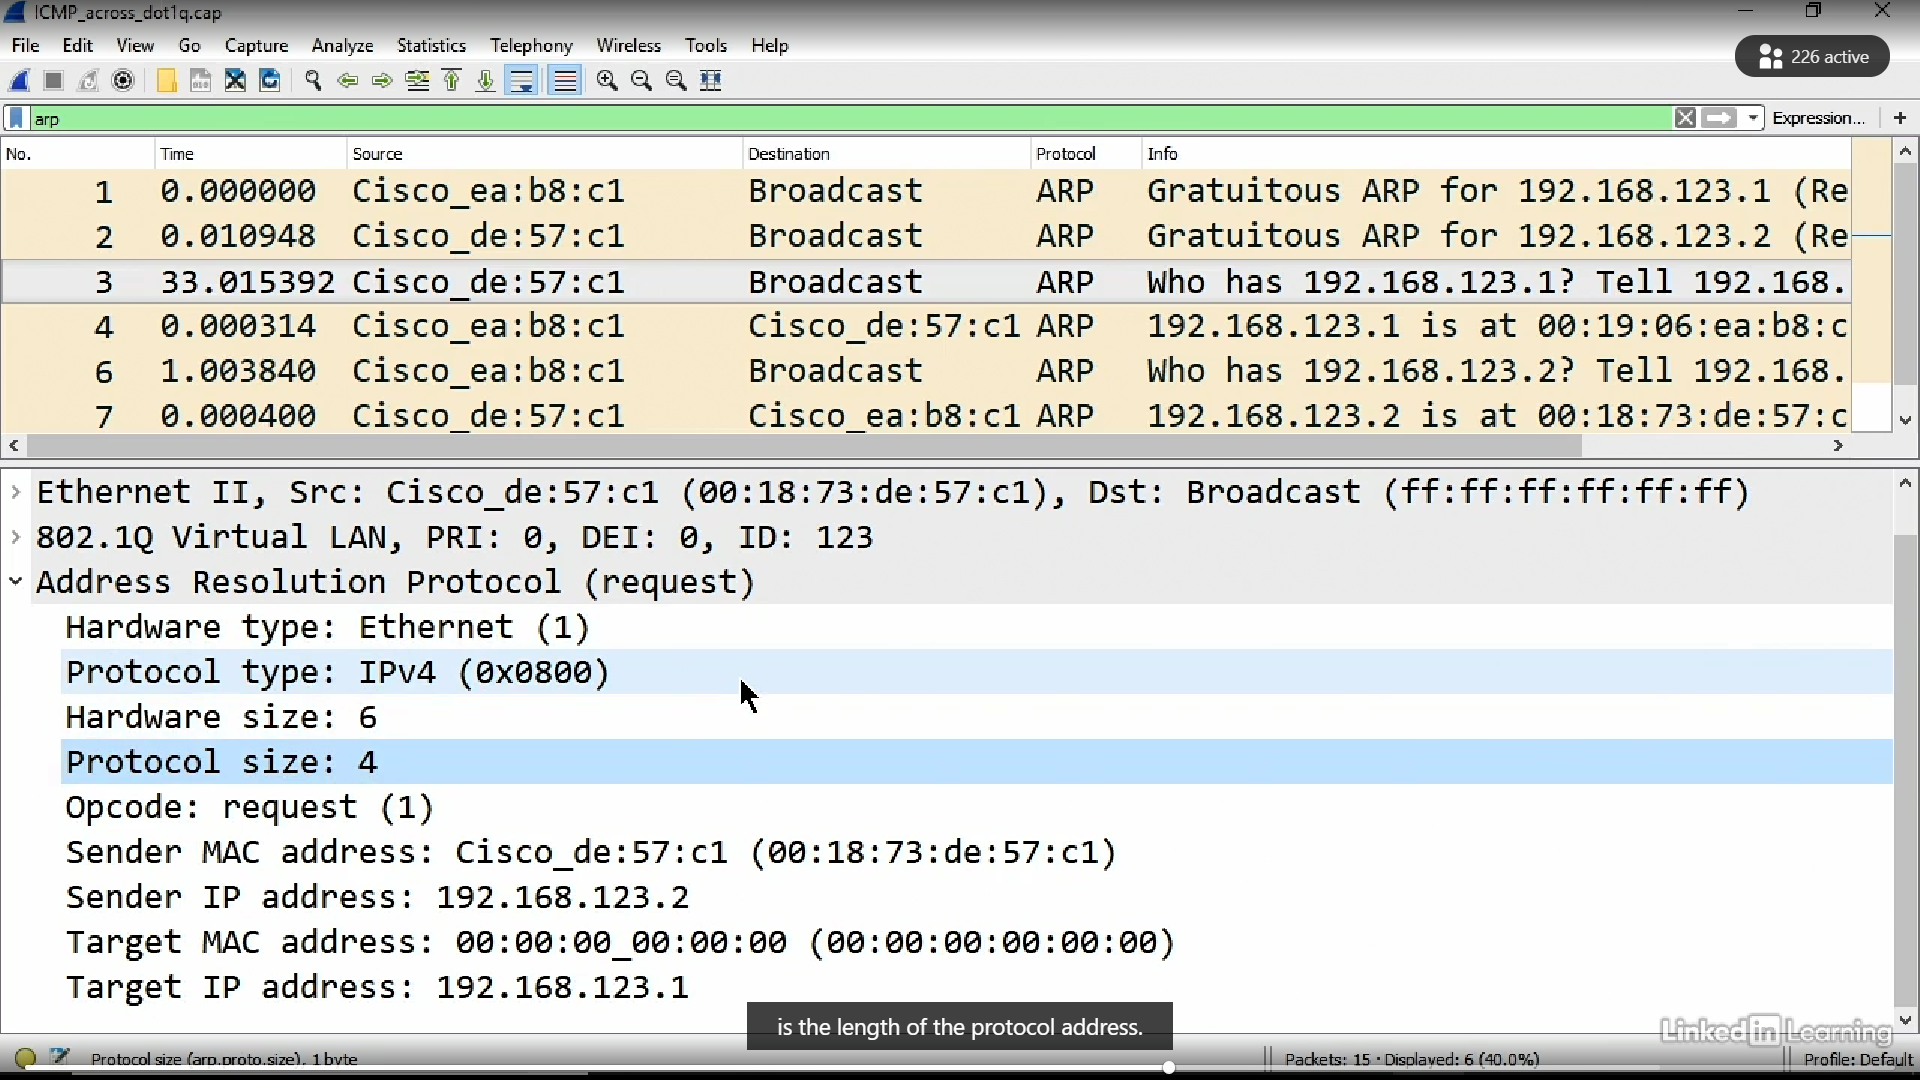 ICMP_across_dot1q.cap
File Edit View Go Capture Analyze Statistics Telephony Wireless Tools Help
226 active
arp
Expression... +
No. Time Source Destination Protocol Info
1 0.000000 Cisco_ea:b8:c1 Broadcast ARP Gratuitous ARP for 192.168.123.1 (Re
2 0.010948 Cisco_de:57:c1 Broadcast ARP Gratuitous ARP for 192.168.123.2 (Re
3 33.015392 Cisco_de:57:c1 Broadcast ARP Who has 192.168.123.1? Tell 192.168.
4 0.000314 Cisco_ea:b8:c1 Cisco_de:57:c1 ARP 192.168.123.1 is at 00:19:06:ea:b8:c
6 1.003840 Cisco_ea:b8:c1 Broadcast ARP Who has 192.168.123.2? Tell 192.168.
7 0.000400 Cisco_de:57:c1 Cisco_ea:b8:c1 ARP 192.168.123.2 is at 00:18:73:de:57:c
Ethernet II, Src: Cisco_de:57:c1 (00:18:73:de:57:c1), Dst: Broadcast (ff:ff:ff:ff:ff:ff)
802.1Q Virtual LAN, PRI: 0, DEI: 0, ID: 123
Address Resolution Protocol (request)
Hardware type: Ethernet (1)
Protocol type: IPv4 (0x0800)
Hardware size: 6
Protocol size: 4
Opcode: request (1)
Sender MAC address: Cisco_de:57:c1 (00:18:73:de:57:c1)
Sender IP address: 192.168.123.2
Target MAC address: 00:00:00_00:00:00 (00:00:00:00:00:00)
Target IP address: 192.168.123.1
is the length of the protocol address.
Linked in Learning
Protocol size (arp.proto.size), 1 byte
Packets: 15 · Displayed: 6 (40.0%)
Profile: Default